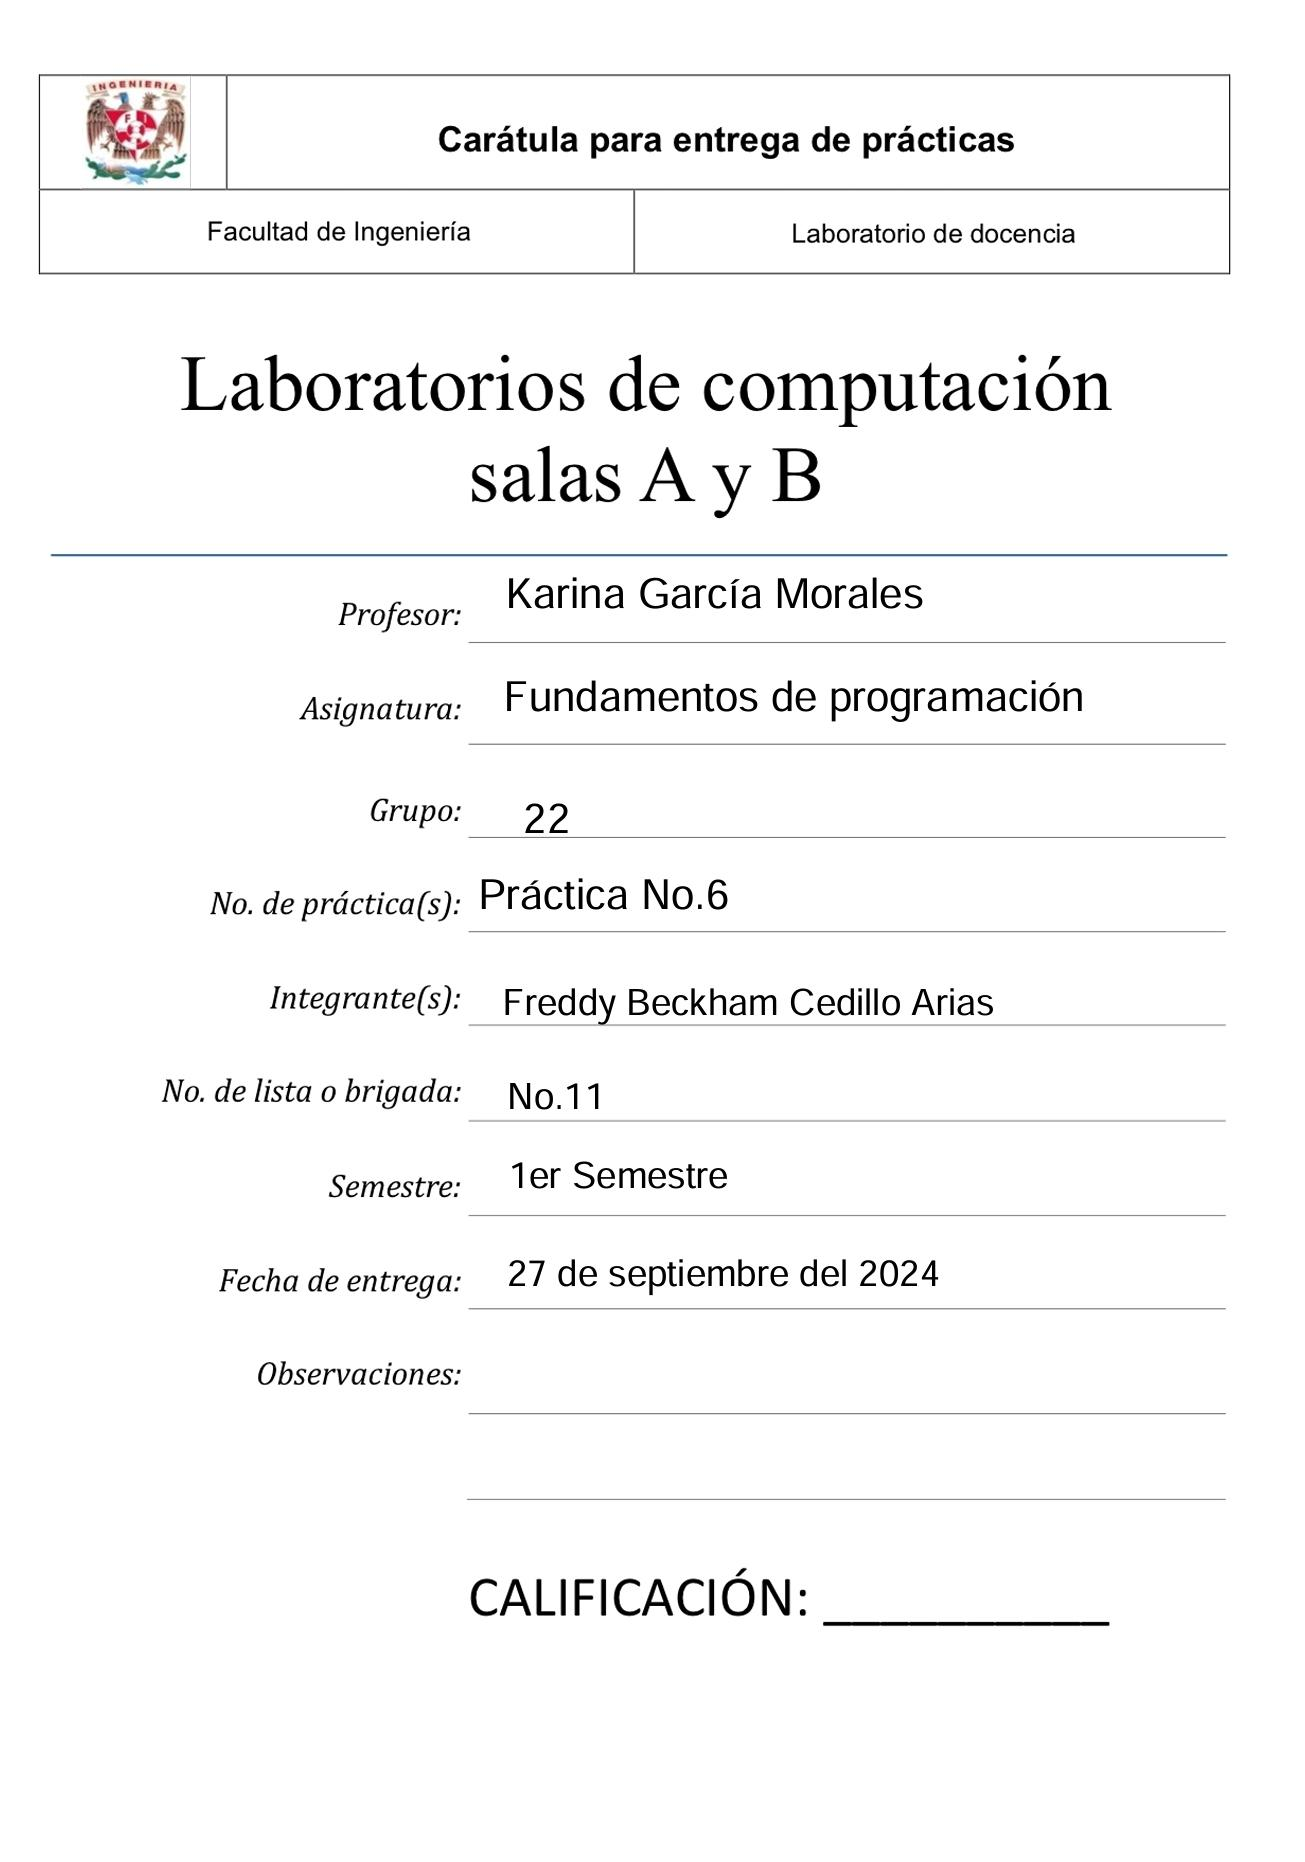 INGENIERIA
Carátula para entrega de prácticas
Facultad de Ingeniería
Laboratorio de docencia
Laboratorios de computación
salas A y B
Profesor: Karina García Morales
Asignatura: Fundamentos de programación
Grupo: 22
No. de práctica(s): Práctica No.6
Integrante(s): Freddy Beckham Cedillo Arias
No. de lista o brigada: No.11
Semestre: 1er Semestre
Fecha de entrega: 27 de septiembre del 2024
Observaciones:
CALIFICACIÓN: __________